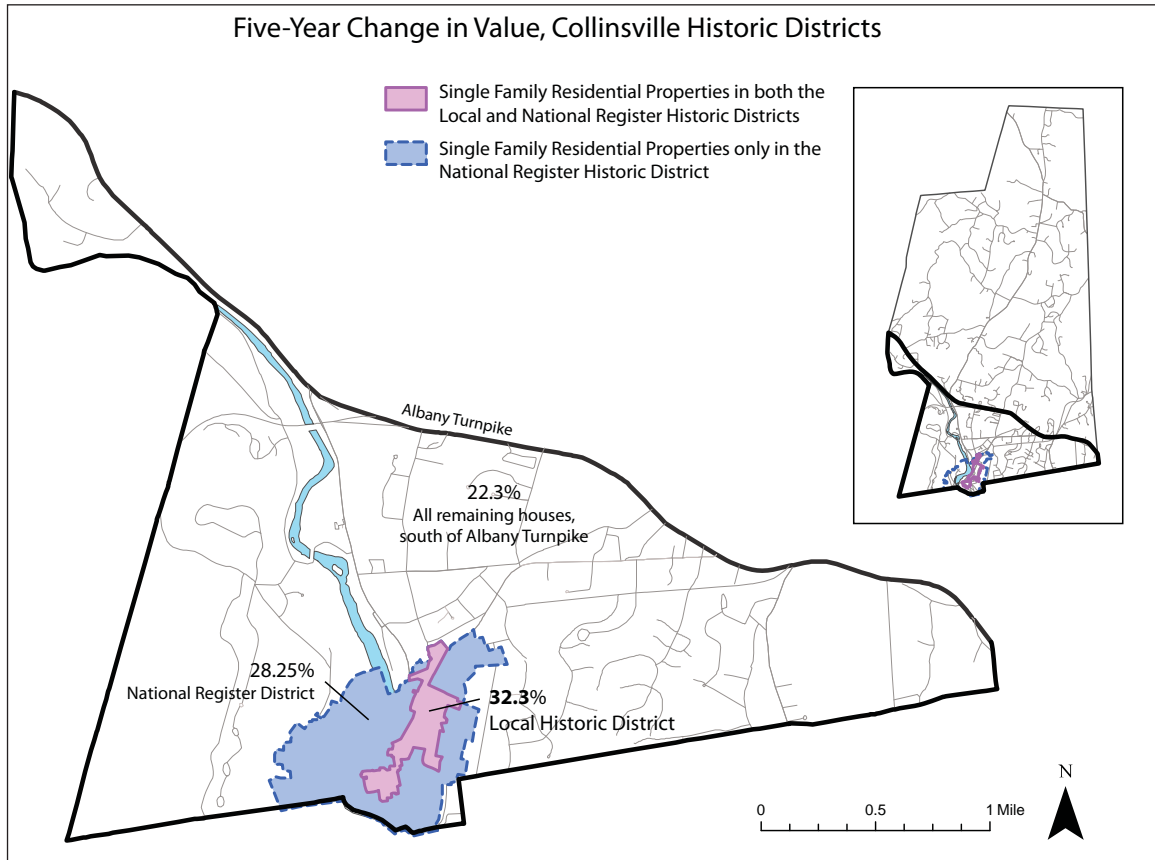 Five-Year Change in Value, Collinsville Historic Districts
Single Family Residential Properties in both the
Local and National Register Historic Districts
Single Family Residential Properties only in the
National Register Historic District
Albany Turnpike
22.3%
All remaining houses,
south of Albany Turnpike
28.25%
National Register District
32.3%
Local Historic District
N
0 0.5 1 Mile